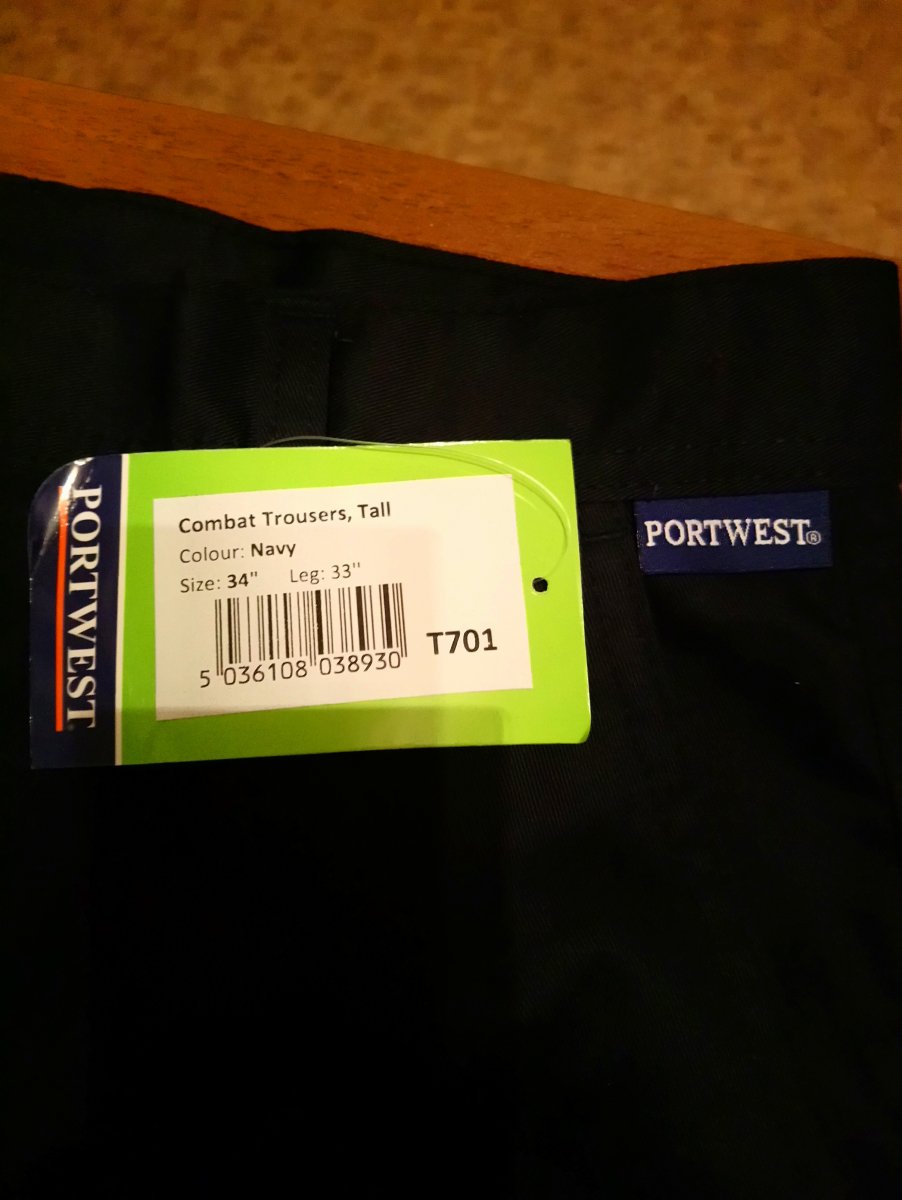 PORTWEST
Combat Trousers, Tall
Colour: Navy
Size: 34" Leg: 33"
5 036108 038930
T701
PORTWEST®